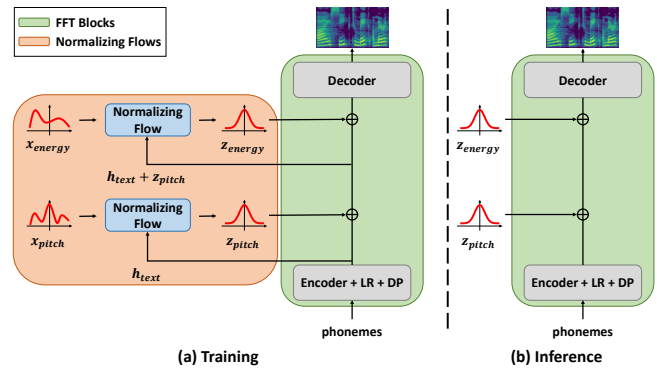 FFT Blocks
Normalizing Flows
Decoder
Normalizing
Flow
x_energy
z_energy
h_text + z_pitch
Normalizing
Flow
x_pitch
z_pitch
h_text
Encoder + LR + DP
phonemes
(a) Training
Decoder
z_energy
z_pitch
Encoder + LR + DP
phonemes
(b) Inference